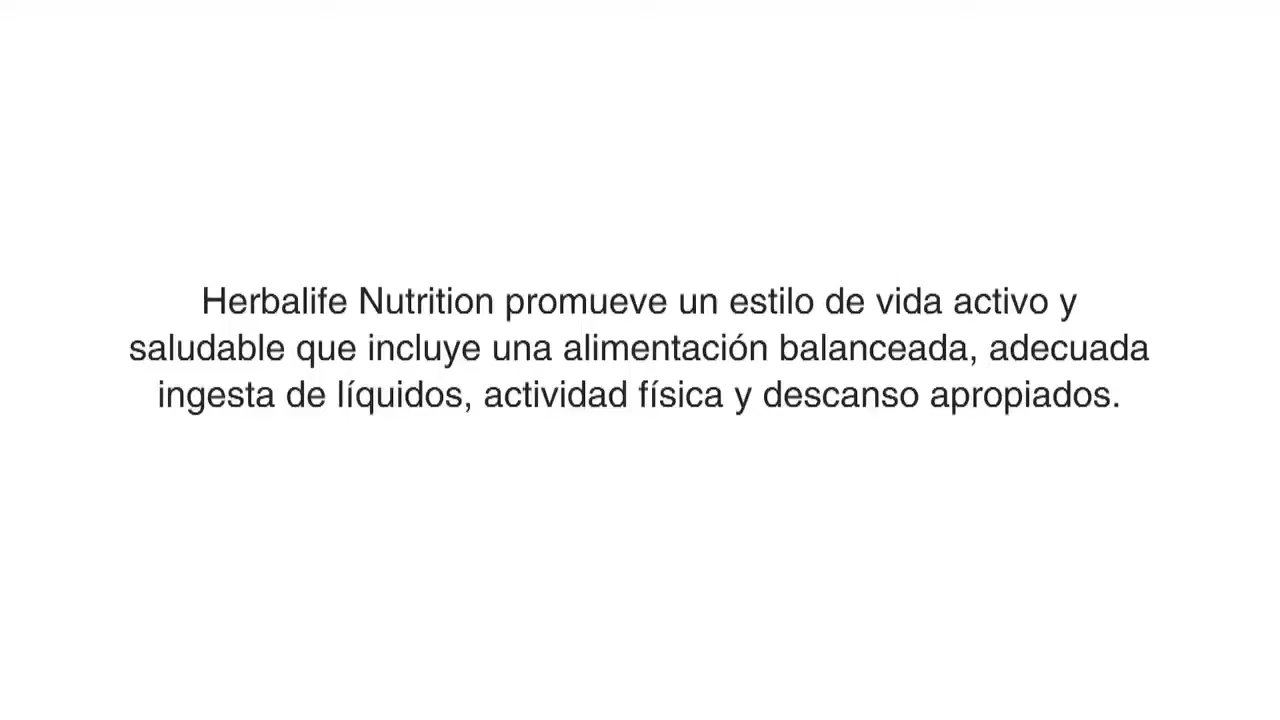 Herbalife Nutrition promueve un estilo de vida activo y
saludable que incluye una alimentación balanceada, adecuada
ingesta de líquidos, actividad física y descanso apropiados.